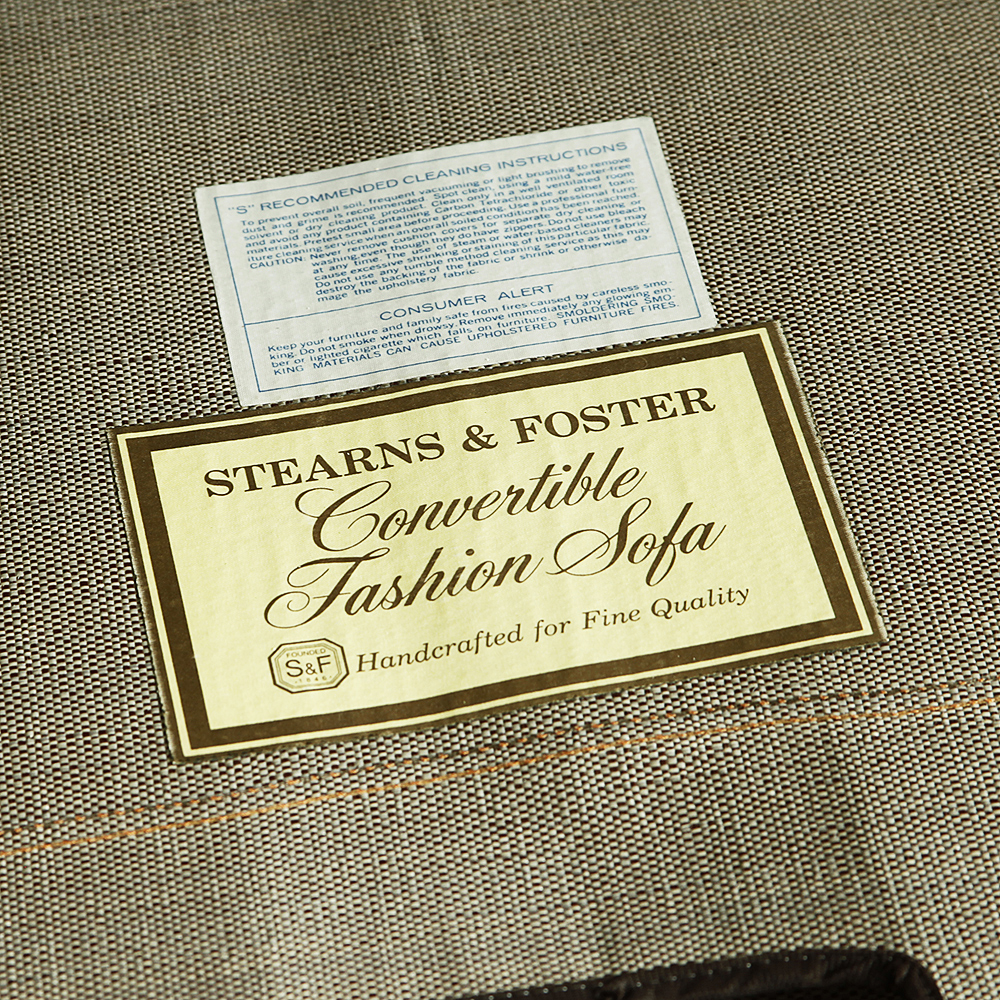 "S" RECOMMENDED CLEANING INSTRUCTIONS
To prevent overall soil, frequent vacuuming or light brushing to remove
dust and grime is recommended. Spot clean, using a mild water-free
solvent or dry cleaning product. Clean only in a well ventilated room
and avoid any product containing Carbon Tetrachloride or other toxic
materials. Pretest small area before proceeding. Use a professional furni-
ture cleaning service when an overall soiled condition has been reached.
CAUTION: Never remove cushion covers for separate dry cleaning or
washing, even though they do have zippers. Do not use bleach
at any time. The use of steam or water-based cleaners may
cause excessive shrinking or staining of this particular fabric.
Do not use any tumble method cleaning service as this may
destroy the backing of the fabric or shrink or otherwise da
mage the upholstery fabric.
CONSUMER ALERT
Keep your furniture and family safe from fires caused by careless smo-
king. Do not smoke when drowsy. Remove immediately any glowing em
ber or lighted cigarette which falls on furniture. SMOLDERING SMO-
KING MATERIALS CAN CAUSE UPHOLSTERED FURNITURE FIRES.
STEARNS & FOSTER
Convertible
Fashion Sofa
FOUNDED
S&F
1846
Handcrafted for Fine Quality